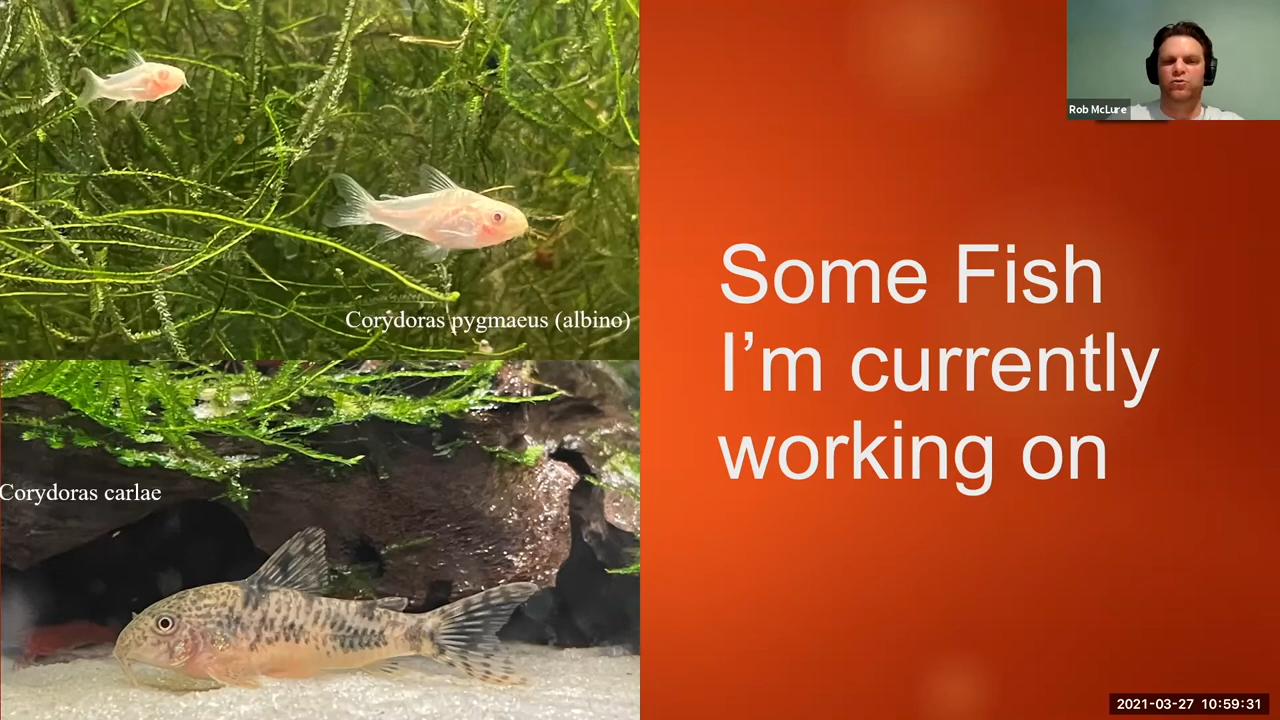 Corydoras pygmaeus (albino)
Corydoras carlae
Some Fish
I’m currently
working on
Rob McLure
2021-03-27 10:59:31